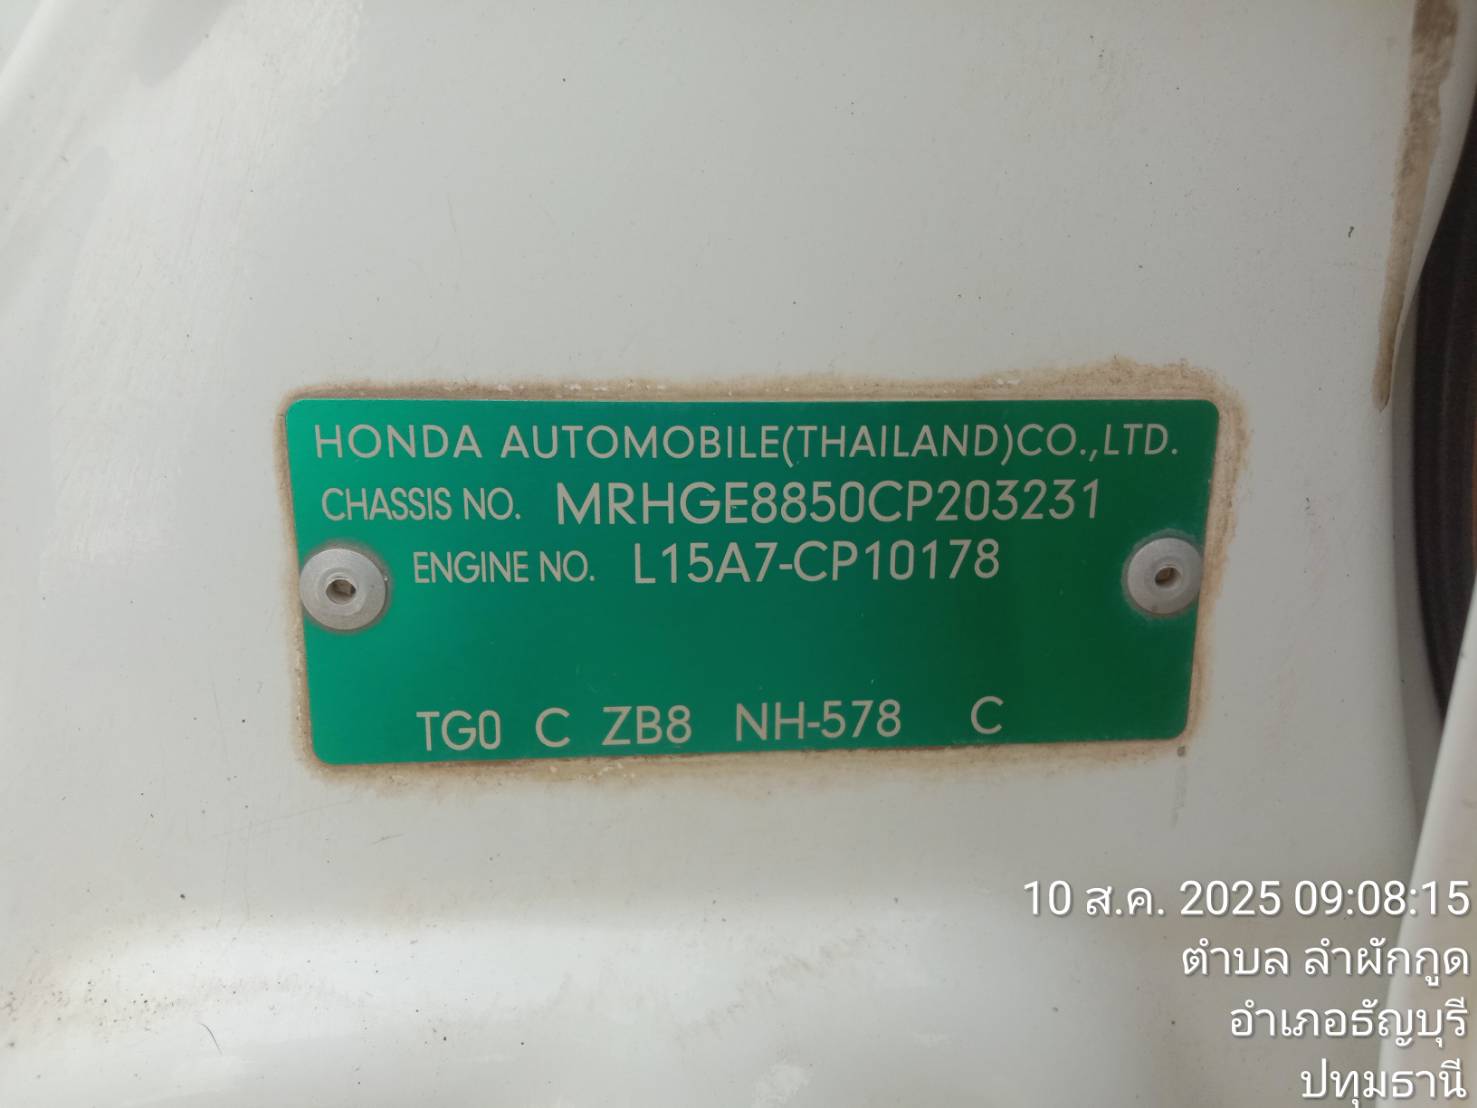 HONDA AUTOMOBILE(THAILAND)CO.,LTD.
CHASSIS NO. MRHGE8850CP203231
ENGINE NO. L15A7-CP10178
TG0 C ZB8 NH-578 C
10 ส.ค. 2025 09:08:15
ตำบล ลำผักกูด
อำเภอธัญบุรี
ปทุมธานี